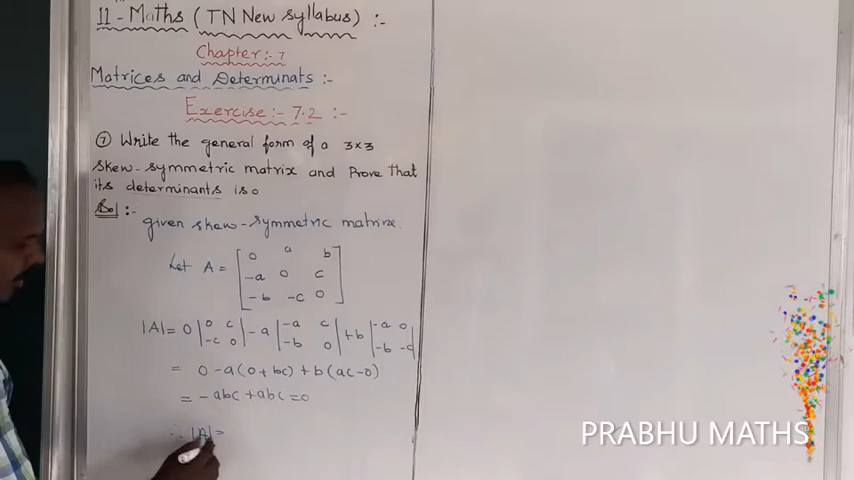 11 - Maths ( TN New syllabus ) :-
Chapter :- 7
Matrices and Determinats :-
Exercise :- 7.2 :-
⑦ Write the general form of a 3×3
skew-symmetric matrix and Prove that
its determinants is 0
Sol :-
given skew-symmetric matrix.
Let A = [ 0 a b
-a 0 c
-b -c 0 ]
|A| = 0 | 0 c ; -c 0 | - a | -a c ; -b 0 | + b | -a 0 ; -b -c |
= 0 - a(0 + bc) + b(ac - 0)
= - abc + abc = 0
∴ |A| =
PRABHU MATHS